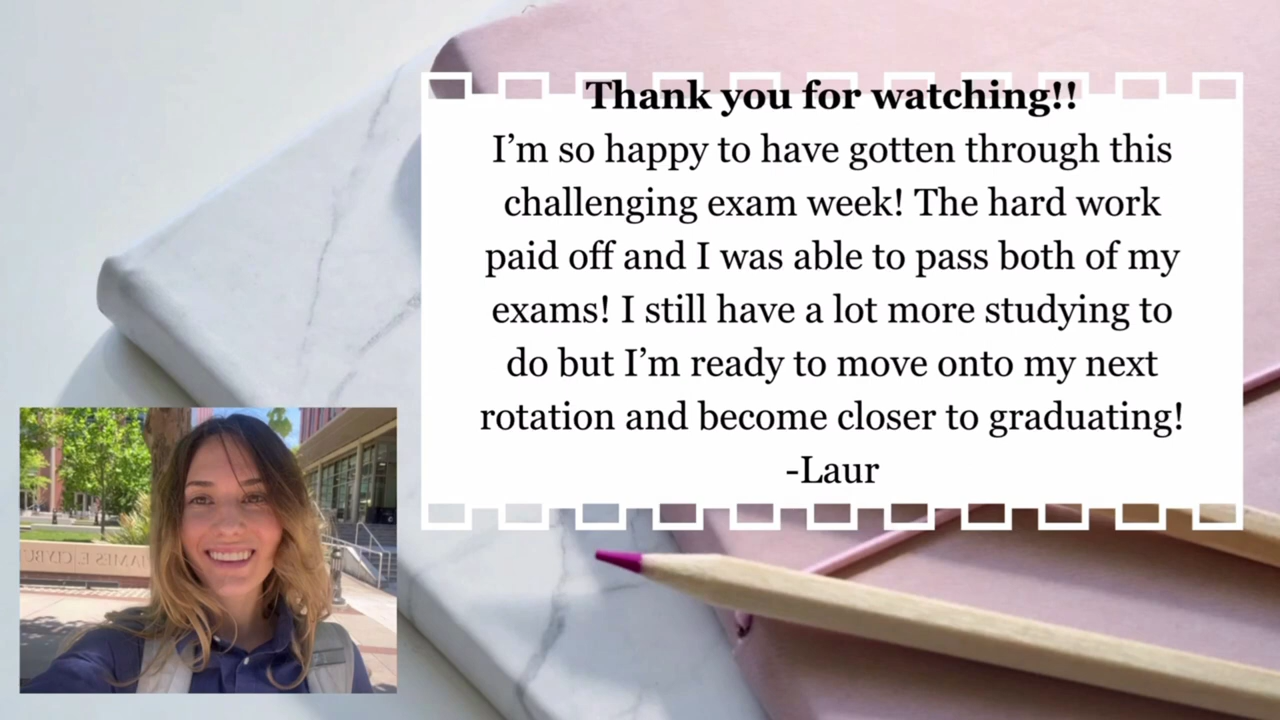 Thank you for watching!!
I’m so happy to have gotten through this
challenging exam week! The hard work
paid off and I was able to pass both of my
exams! I still have a lot more studying to
do but I’m ready to move onto my next
rotation and become closer to graduating!
-Laur
JAMES E. CLYBU